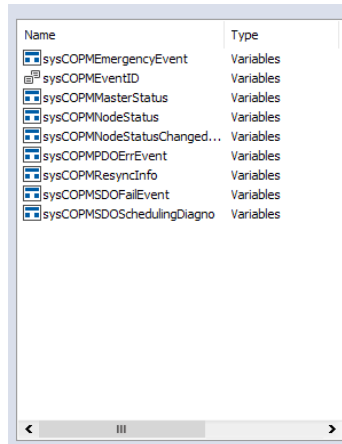 Name Type
sysCOPMEmergencyEvent Variables
sysCOPMEventID Variables
sysCOPMMasterStatus Variables
sysCOPMNodeStatus Variables
sysCOPMNodeStatusChanged... Variables
sysCOPMPDOErrEvent Variables
sysCOPMResyncInfo Variables
sysCOPMSDOFailEvent Variables
sysCOPMSDOSchedulingDiagno Variables